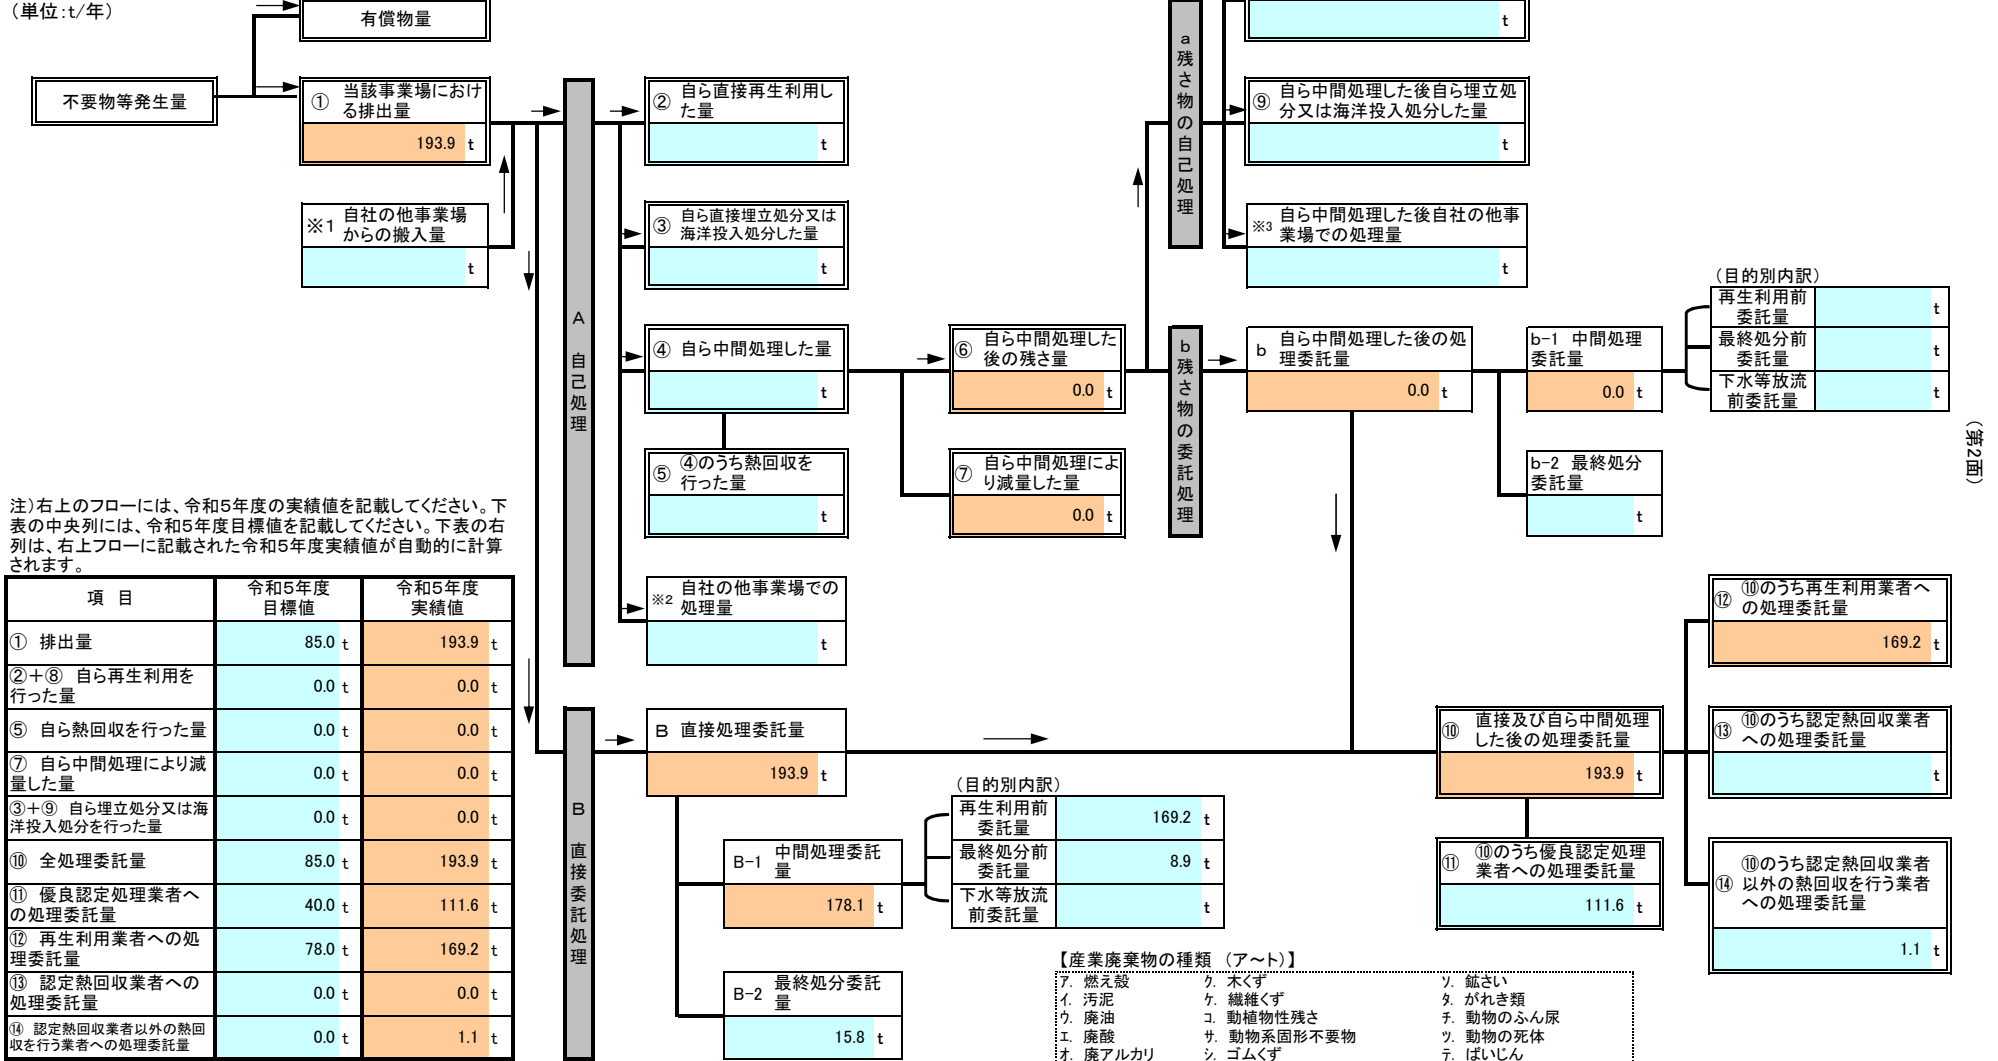 （単位:ｔ/年）
有償物量
不要物等発生量
① 当該事業場におけ
る排出量
193.9 ｔ
※1 自社の他事業場
からの搬入量
ｔ
A 自己処理
② 自ら直接再生利用し
た量
ｔ
③ 自ら直接埋立処分又は
海洋投入処分した量
ｔ
④ 自ら中間処理した量
ｔ
⑤ ④のうち熱回収を
行った量
ｔ
※2 自社の他事業場での
処理量
ｔ
⑥ 自ら中間処理した
後の残さ量
0.0 ｔ
⑦ 自ら中間処理によ
り減量した量
0.0 ｔ
a 残さ物の自己処理
ｔ
⑨ 自ら中間処理した後自ら埋立処
分又は海洋投入処分した量
ｔ
※3 自ら中間処理した後自社の他事
業場での処理量
ｔ
b 残さ物の委託処理
b 自ら中間処理した後の処
理委託量
0.0 ｔ
b-1 中間処理
委託量
0.0 ｔ
b-2 最終処分
委託量
ｔ
（目的別内訳）
再生利用前
委託量 ｔ
最終処分前
委託量 ｔ
下水等放流
前委託量 ｔ
（第2面）
注）右上のフローには、令和5年度の実績値を記載してください。下
表の中央列には、令和5年度目標値を記載してください。下表の右
列は、右上フローに記載された令和5年度実績値が自動的に計算
されます。
項 目 令和5年度 目標値 令和5年度 実績値
① 排出量 85.0 ｔ 193.9 ｔ
②＋⑧ 自ら再生利用を
行った量 0.0 ｔ 0.0 ｔ
⑤ 自ら熱回収を行った量 0.0 ｔ 0.0 ｔ
⑦ 自ら中間処理により減
量した量 0.0 ｔ 0.0 ｔ
③＋⑨ 自ら埋立処分又は海
洋投入処分を行った量 0.0 ｔ 0.0 ｔ
⑩ 全処理委託量 85.0 ｔ 193.9 ｔ
⑪ 優良認定処理業者へ
の処理委託量 40.0 ｔ 111.6 ｔ
⑫ 再生利用業者への処
理委託量 78.0 ｔ 169.2 ｔ
⑬ 認定熱回収業者への
処理委託量 0.0 ｔ 0.0 ｔ
⑭ 認定熱回収業者以外の熱回
収を行う業者への処理委託量 0.0 ｔ 1.1 ｔ
B 直接委託処理
B 直接処理委託量
193.9 ｔ
B-1 中間処理委託
量
178.1 ｔ
B-2 最終処分委託
量
15.8 ｔ
（目的別内訳）
再生利用前
委託量 169.2 ｔ
最終処分前
委託量 8.9 ｔ
下水等放流
前委託量 ｔ
⑩ 直接及び自ら中間処理
した後の処理委託量
193.9 ｔ
⑪ ⑩のうち優良認定処理
業者への処理委託量
111.6 ｔ
⑫ ⑩のうち再生利用業者へ
の処理委託量
169.2 ｔ
⑬ ⑩のうち認定熱回収業者
への処理委託量
ｔ
⑭ ⑩のうち認定熱回収業者
以外の熱回収を行う業者
への処理委託量
1.1 ｔ
【産業廃棄物の種類 （ア～ト）】
ア. 燃え殻 ク. 木くず ソ. 鉱さい
イ. 汚泥 ケ. 繊維くず タ. がれき類
ウ. 廃油 コ. 動植物性残さ チ. 動物のふん尿
エ. 廃酸 サ. 動物系固形不要物 ツ. 動物の死体
オ. 廃アルカリ シ. ゴムくず テ. ばいじん